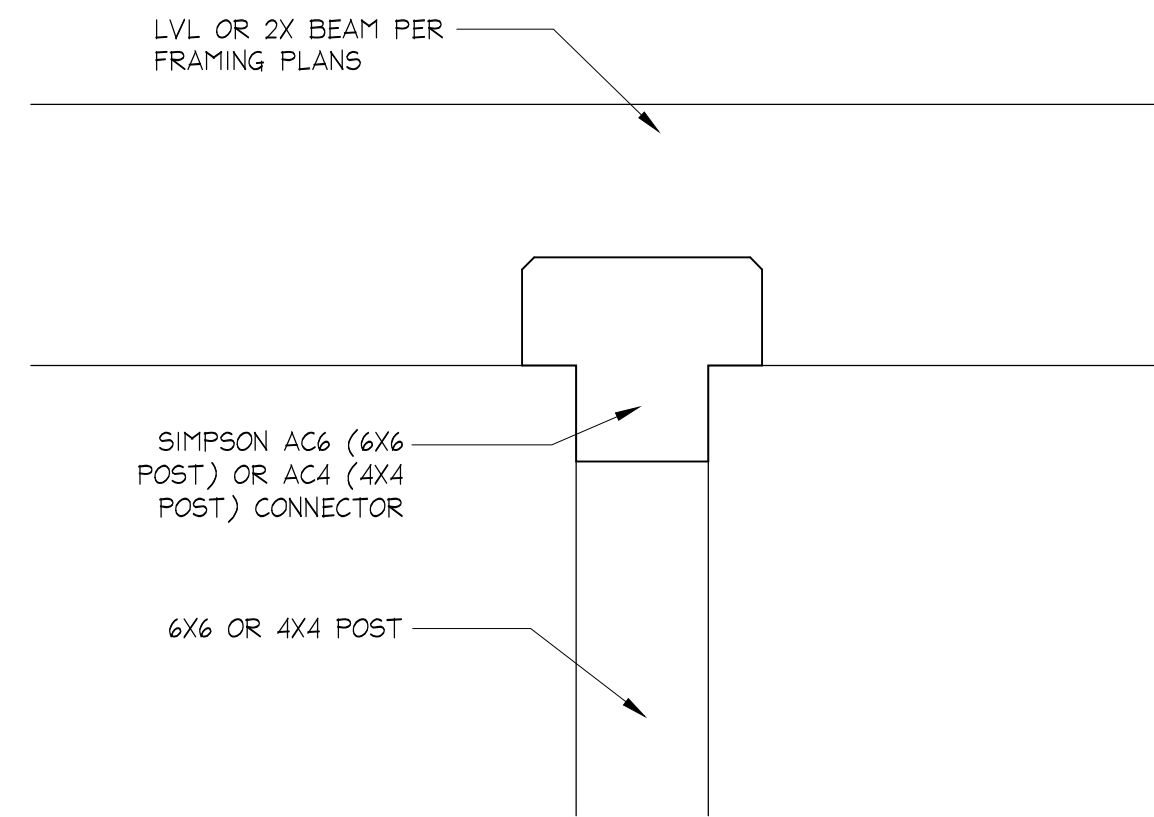 LVL OR 2X BEAM PER
FRAMING PLANS
SIMPSON AC6 (6X6
POST) OR AC4 (4X4
POST) CONNECTOR
6X6 OR 4X4 POST